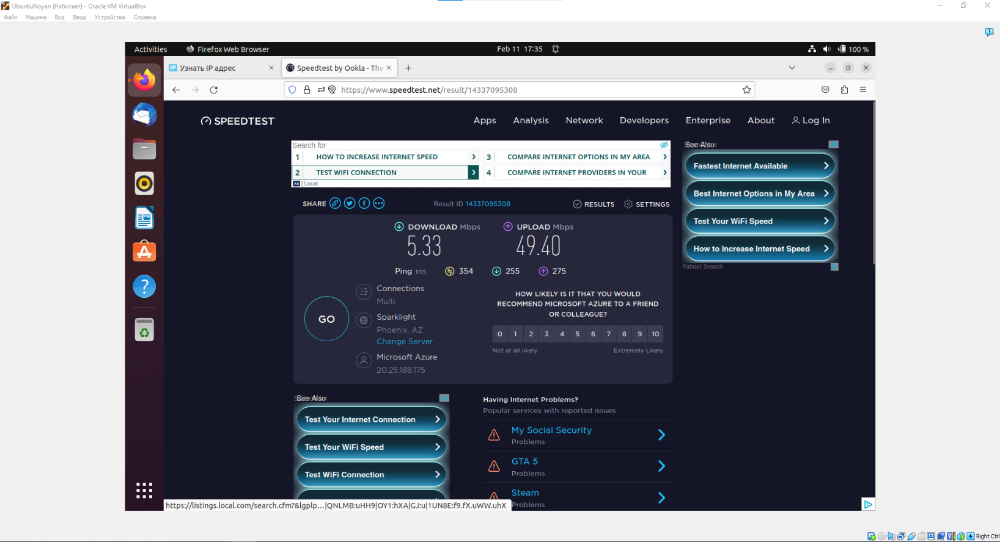 UbuntuNoyan [Работает] - Oracle VM VirtualBox
Файл Машина Вид Ввод Устройства Справка
Activities Firefox Web Browser Feb 11 17:35 100 %
Узнать IP адрес
Speedtest by Ookla - The
https://www.speedtest.net/result/14337095308
SPEEDTEST Apps Analysis Network Developers Enterprise About Log In
Search for
1 HOW TO INCREASE INTERNET SPEED
3 COMPARE INTERNET OPTIONS IN MY AREA
2 TEST WIFI CONNECTION
4 COMPARE INTERNET PROVIDERS IN YOUR
Ad | Local
See Also
Fastest Internet Available
Best Internet Options in My Area
Test Your WiFi Speed
How to Increase Internet Speed
Yahoo! Search
SHARE Result ID 14337095308 RESULTS SETTINGS
DOWNLOAD Mbps UPLOAD Mbps
5.33 49.40
Ping ms 354 255 275
GO
Connections
Multi
Sparklight
Phoenix, AZ
Change Server
Microsoft Azure
20.25.188.175
HOW LIKELY IS IT THAT YOU WOULD
RECOMMEND MICROSOFT AZURE TO A FRIEND
OR COLLEAGUE?
0 1 2 3 4 5 6 7 8 9 10
Not at all likely Extremely Likely
See Also
Test Your Internet Connection
Test Your WiFi Speed
Test WiFi Connection
Having Internet Problems?
Popular services with reported issues
My Social Security
Problems
GTA 5
Problems
Steam
Problems
https://listings.local.com/search.cfm?&lgplp…|QNLMB:uHH9|OY1:hXA|GJ:u|1UN8E:f9.fX.uWW.uhX
Right Ctrl